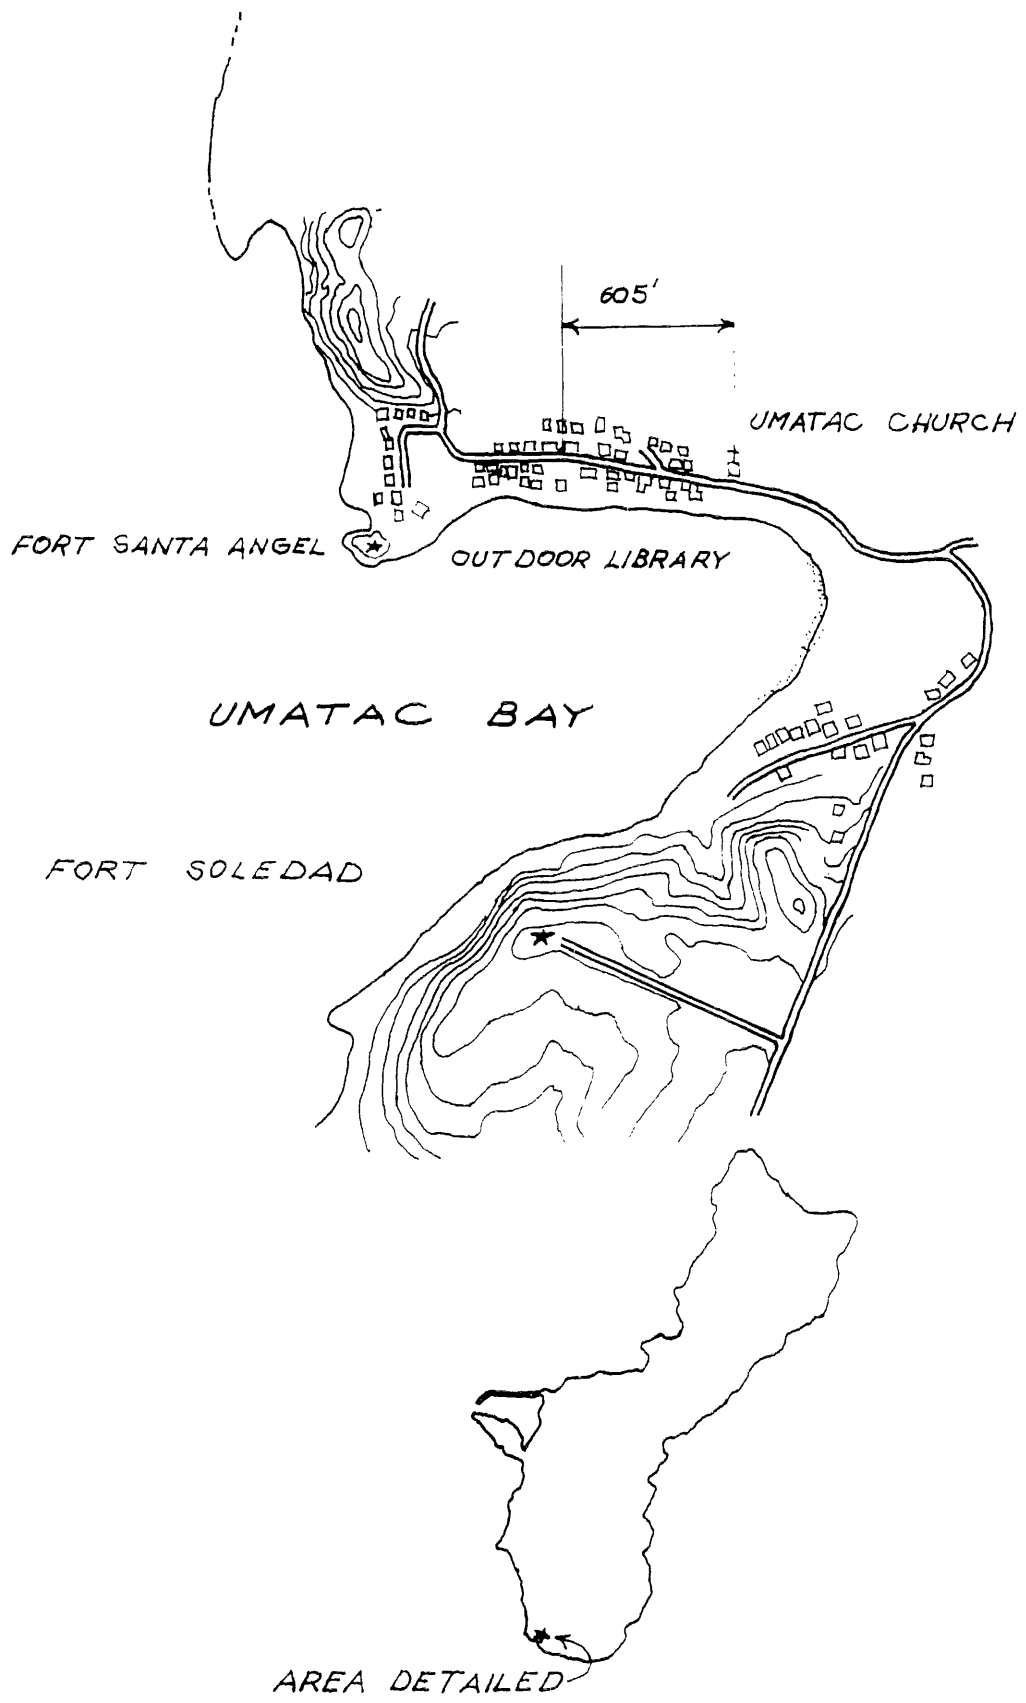 605'
UMATAC CHURCH
FORT SANTA ANGEL
OUTDOOR LIBRARY
UMATAC BAY
FORT SOLEDAD
AREA DETAILED